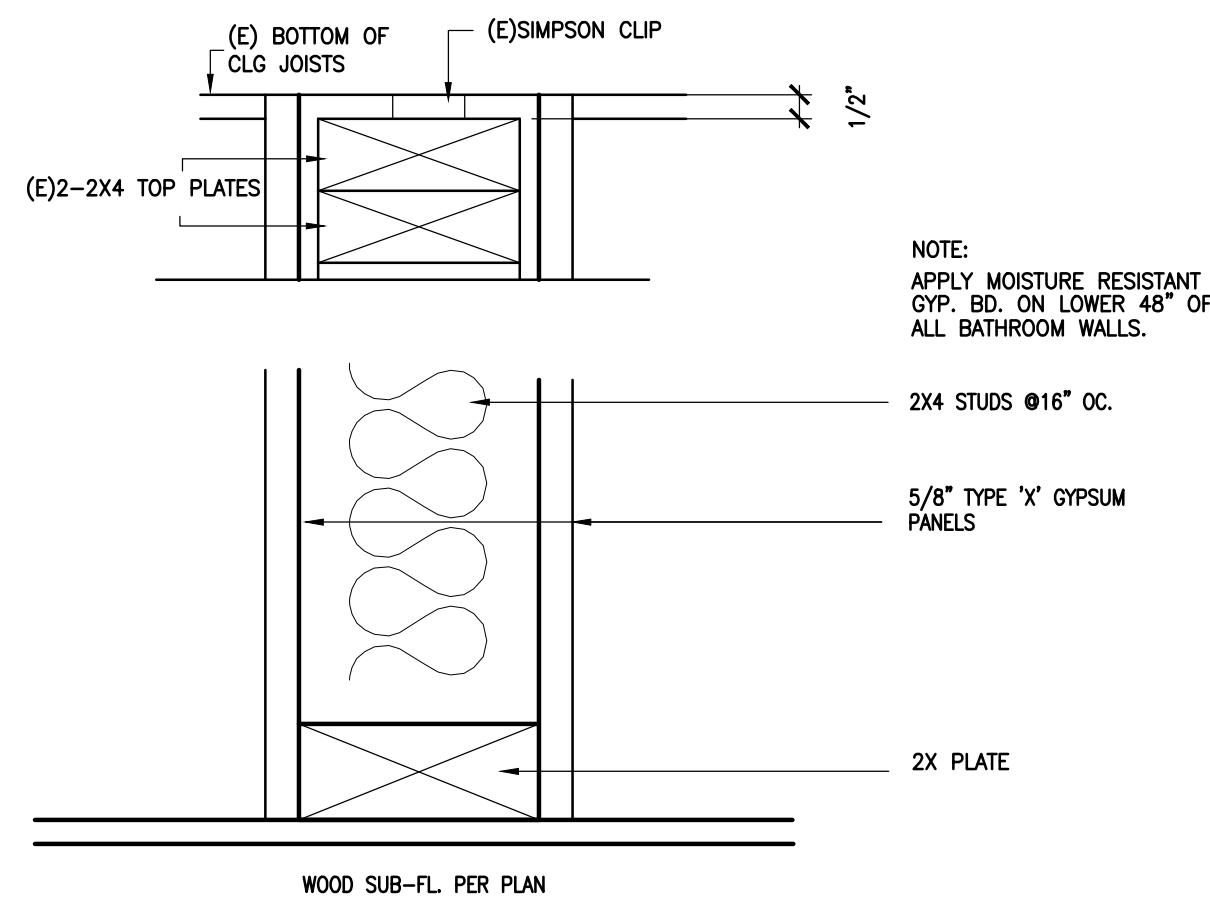 (E) BOTTOM OF
CLG JOISTS
(E)SIMPSON CLIP
1/2"
(E)2-2X4 TOP PLATES
NOTE:
APPLY MOISTURE RESISTANT
GYP. BD. ON LOWER 48" OF
ALL BATHROOM WALLS.
2X4 STUDS @16" OC.
5/8" TYPE 'X' GYPSUM
PANELS
2X PLATE
WOOD SUB-FL. PER PLAN